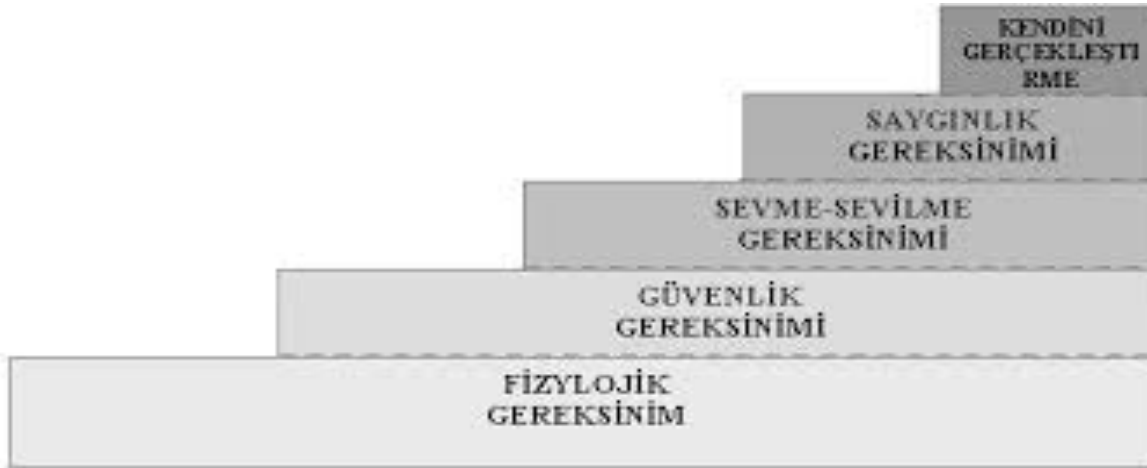 KENDİNİ
GERÇEKLEŞTİ
RME
SAYGINLIK
GEREKSİNİMİ
SEVME-SEVİLME
GEREKSİNİMİ
GÜVENLİK
GEREKSİNİMİ
FİZYLOJİK
GEREKSİNİM